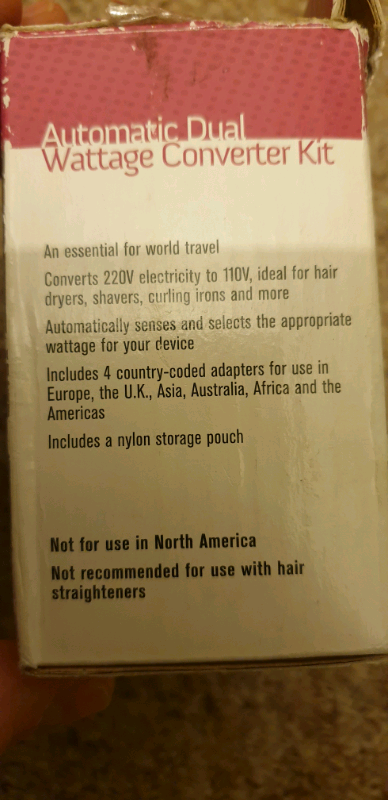 Automatic Dual
Wattage Converter Kit
An essential for world travel
Converts 220V electricity to 110V, ideal for hair
dryers, shavers, curling irons and more
Automatically senses and selects the appropriate
wattage for your device
Includes 4 country-coded adapters for use in
Europe, the U.K., Asia, Australia, Africa and the
Americas
Includes a nylon storage pouch
Not for use in North America
Not recommended for use with hair
straighteners